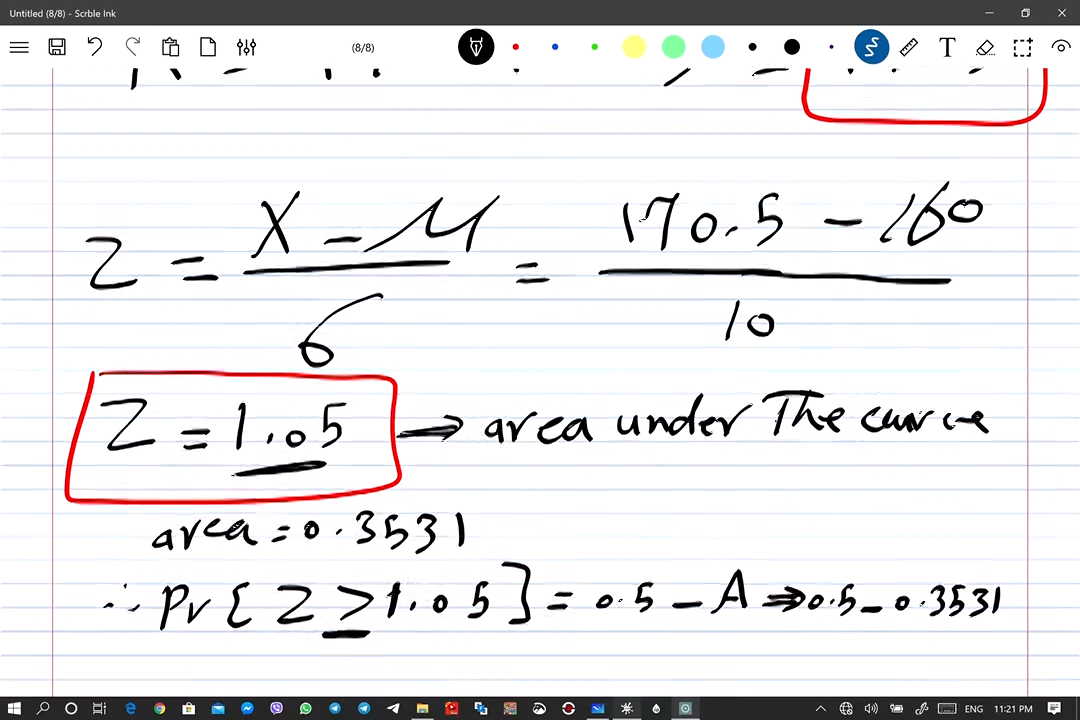 Untitled (8/8) - Scrble Ink
(8/8)
Z = X - μ / σ = 170.5 - 160 / 10
Z = 1.05 → area under The curve
area = 0.3531
∴ Pr{ Z ≥ 1.05 ] = 0.5 - A ⇒ 0.5 - 0.3531
ENG 11:21 PM